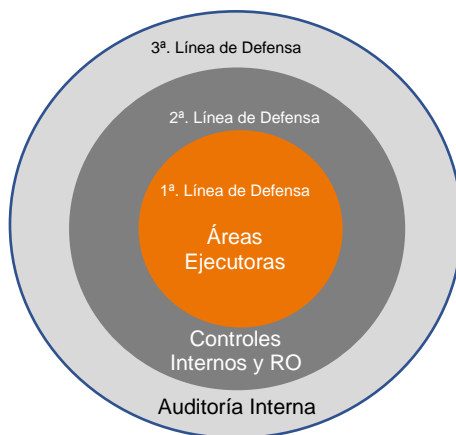 3ª. Línea de Defensa
2ª. Línea de Defensa
1ª. Línea de Defensa
Áreas
Ejecutoras
Controles
Internos y RO
Auditoría Interna